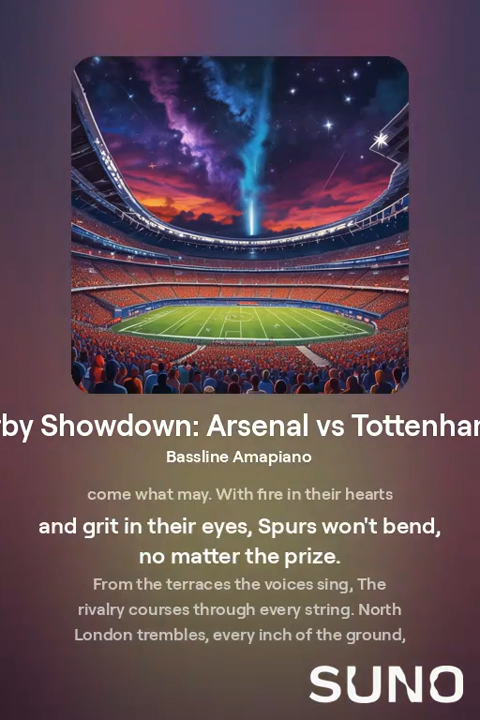 rby Showdown: Arsenal vs Tottenha
Bassline Amapiano
come what may. With fire in their hearts
and grit in their eyes, Spurs won't bend,
no matter the prize.
From the terraces the voices sing, The
rivalry courses through every string. North
London trembles, every inch of the ground,
SUNO